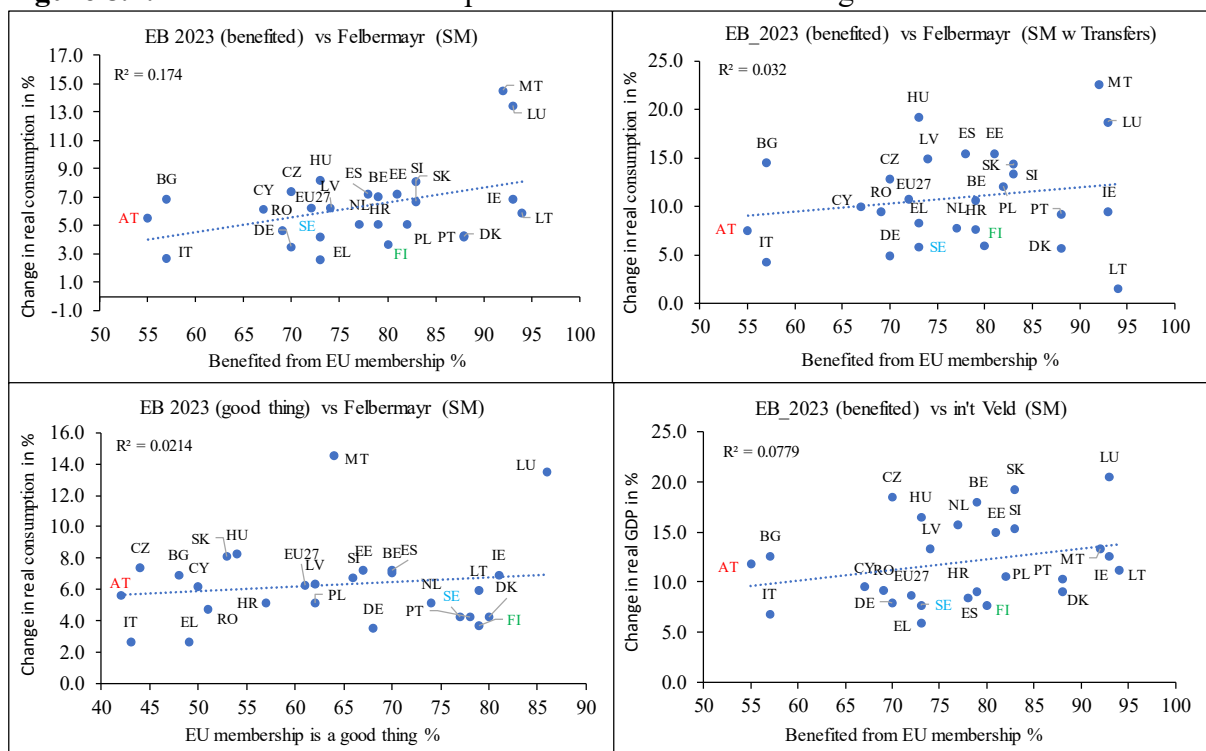 Figure
EB 2023 (benefited) vs Felbermayr (SM)
R² = 0.174
Change in real consumption in %
17.0
15.0
13.0
11.0
9.0
7.0
5.0
3.0
1.0
-1.0
MT
LU
BG
CZ
HU
ES
BE
EE
SI
SK
CY
EU27
LV
IE
AT
RO
SE
NL
HR
LT
DE
IT
EL
FI
PL
PT
DK
50 55 60 65 70 75 80 85 90 95 100
Benefited from EU membership %
EB_2023 (benefited) vs Felbermayr (SM w Transfers)
R² = 0.032
Change in real consumption in %
25.0
20.0
15.0
10.0
5.0
0.0
MT
HU
LU
BG
LV
ES
EE
CZ
SK
SI
RO
EU27
BE
IE
CY
EL
NL
HR
PL
PT
AT
IT
DE
SE
FI
DK
LT
50 55 60 65 70 75 80 85 90 95 100
Benefited from EU membership %
EB 2023 (good thing) vs Felbermayr (SM)
R² = 0.0214
Change in real consumption in %
16.0
14.0
12.0
10.0
8.0
6.0
4.0
2.0
0.0
MT
LU
CZ
BG
SK
HU
CY
EU27
LV
SI
EE
BE
ES
IE
AT
LT
NL
SE
DK
IT
EL
RO
HR
PL
DE
PT
FI
40 45 50 55 60 65 70 75 80 85 90
EU membership is a good thing %
EB_2023 (benefited) vs in't Veld (SM)
R² = 0.0779
Change in real GDP in %
25.0
20.0
15.0
10.0
5.0
0.0
LU
CZ
BE
SK
HU
NL
BG
LV
EE
SI
AT
MT
CY
RO
EU27
HR
PL
PT
IE
LT
IT
DE
SE
ES
FI
DK
EL
50 55 60 65 70 75 80 85 90 95 100
Benefited from EU membership %